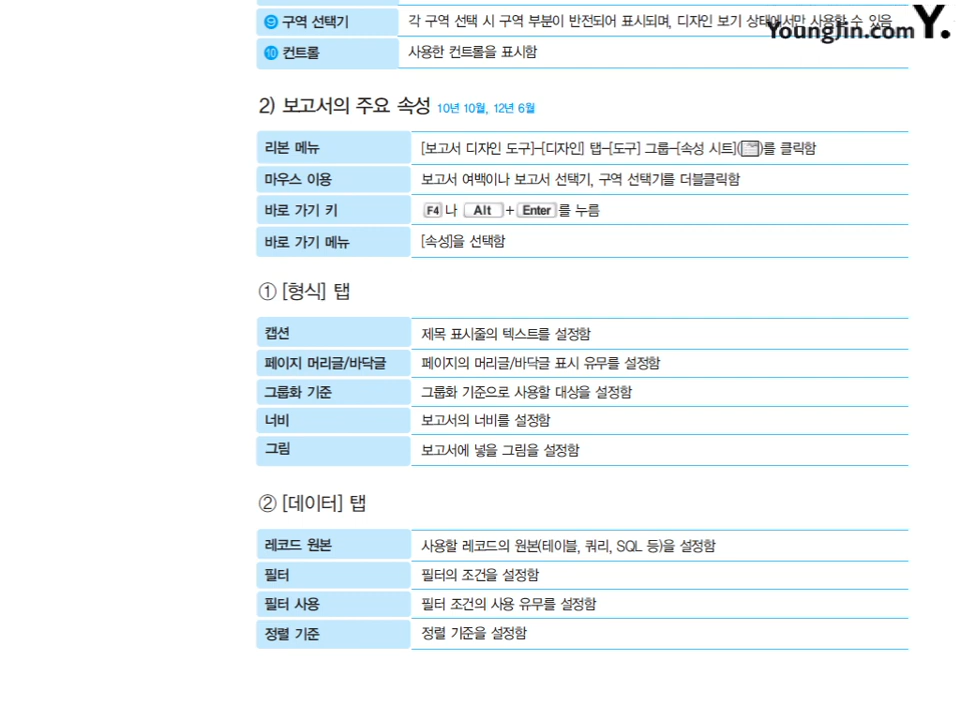 ⑨ 구역 선택기 각 구역 선택 시 구역 부분이 반전되어 표시되며, 디자인 보기 상태에서만 사용할 수 있음
YoungJin.com Y.
⑩ 컨트롤 사용한 컨트롤을 표시함
2) 보고서의 주요 속성 10년 10월, 12년 6월
리본 메뉴 [보고서 디자인 도구]-[디자인] 탭-[도구] 그룹-[속성 시트]( )를 클릭함
마우스 이용 보고서 여백이나 보고서 선택기, 구역 선택기를 더블클릭함
바로 가기 키 F4나 Alt+Enter를 누름
바로 가기 메뉴 [속성]을 선택함
① [형식] 탭
캡션 제목 표시줄의 텍스트를 설정함
페이지 머리글/바닥글 페이지의 머리글/바닥글 표시 유무를 설정함
그룹화 기준 그룹화 기준으로 사용할 대상을 설정함
너비 보고서의 너비를 설정함
그림 보고서에 넣을 그림을 설정함
② [데이터] 탭
레코드 원본 사용할 레코드의 원본(테이블, 쿼리, SQL 등)을 설정함
필터 필터의 조건을 설정함
필터 사용 필터 조건의 사용 유무를 설정함
정렬 기준 정렬 기준을 설정함